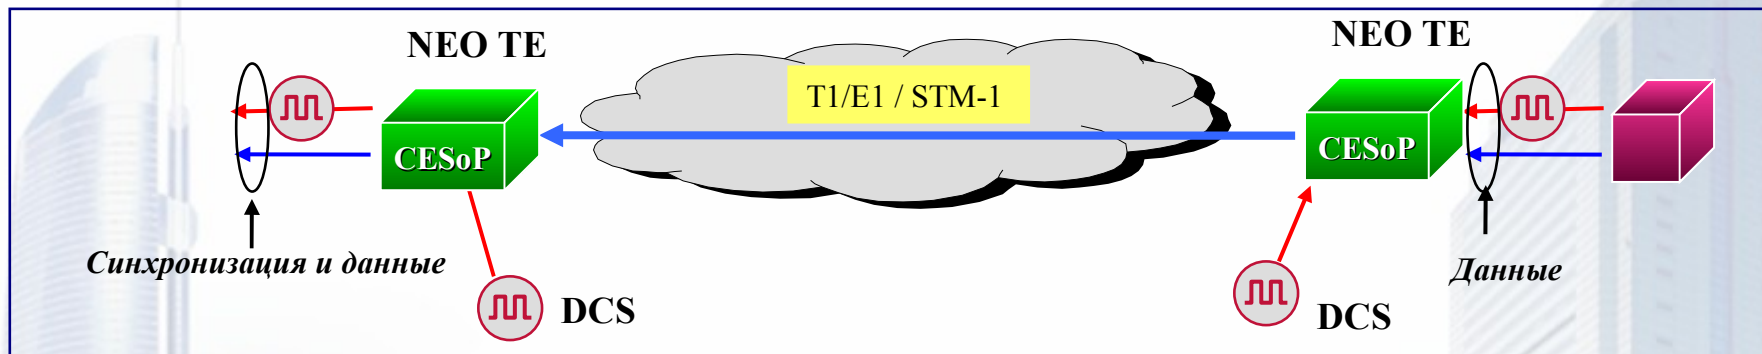 NEO TE
NEO TE
T1/E1 / STM-1
CESoP
CESoP
Синхронизация и данные
Данные
DCS
DCS